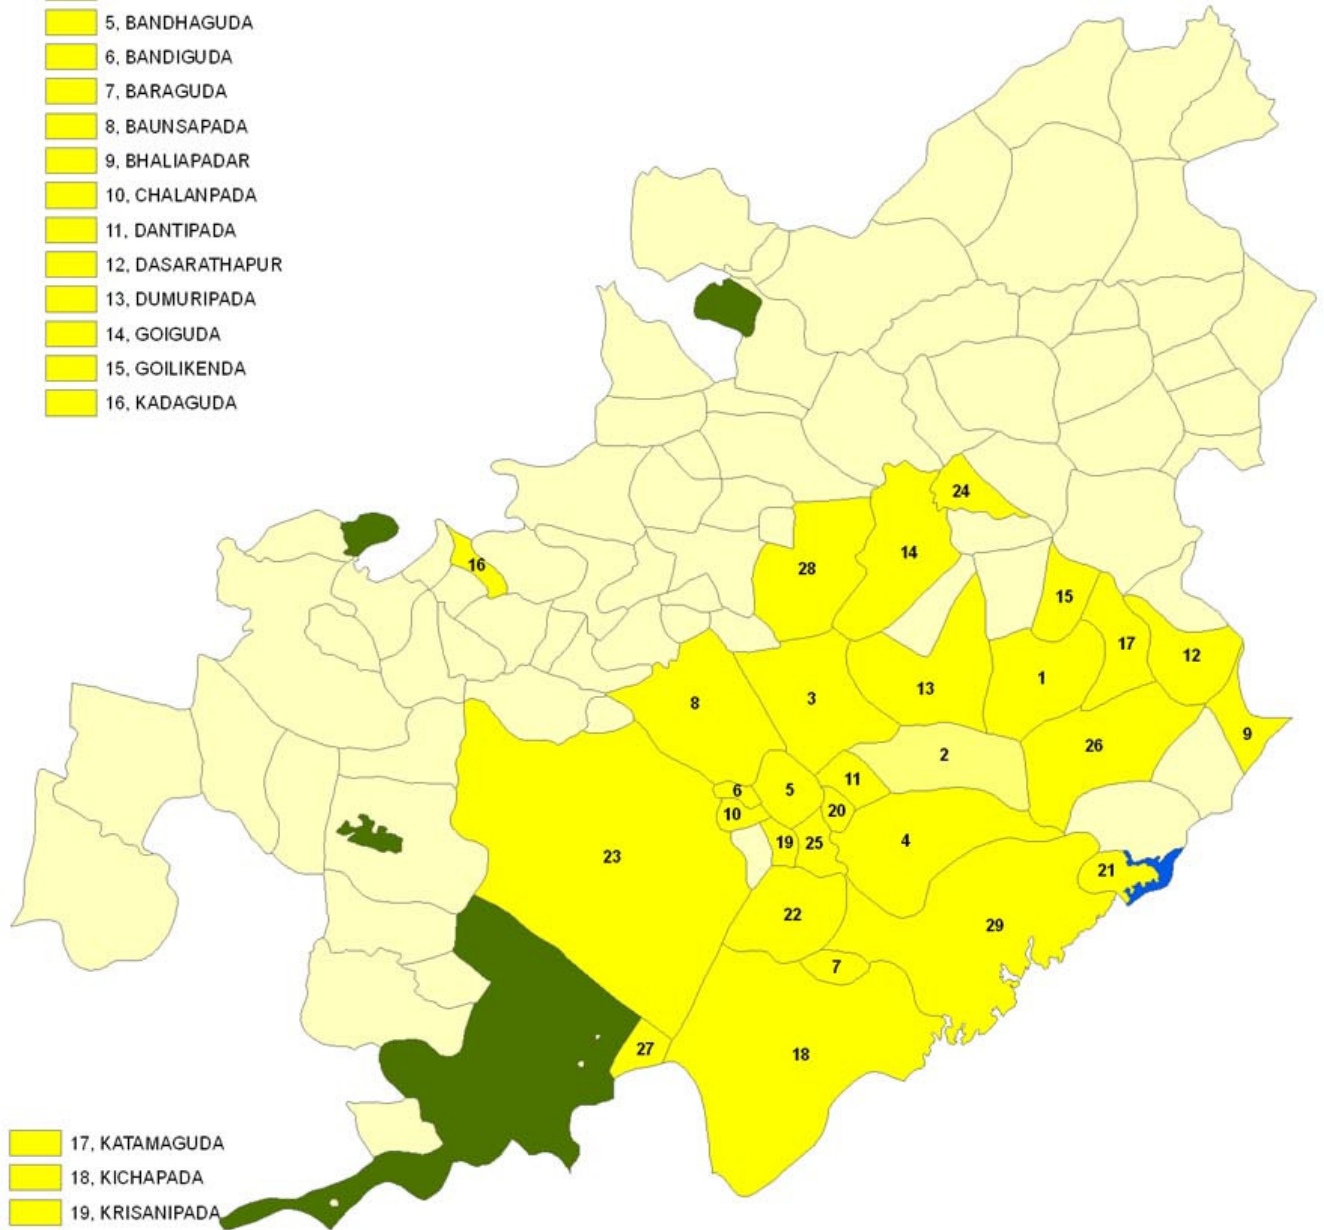 5, BANDHAGUDA
6, BANDIGUDA
7, BARAGUDA
8, BAUNSAPADA
9, BHALIAPADAR
10, CHALANPADA
11, DANTIPADA
12, DASARATHAPUR
13, DUMURIPADA
14, GOIGUDA
15, GOILIKENDA
16, KADAGUDA
24
14
28
16
15
17
12
1
13
3
8
9
26
2
11
5
6
20
10
19
25
4
23
21
22
29
7
27
18
17, KATAMAGUDA
18, KICHAPADA
19, KRISANIPADA